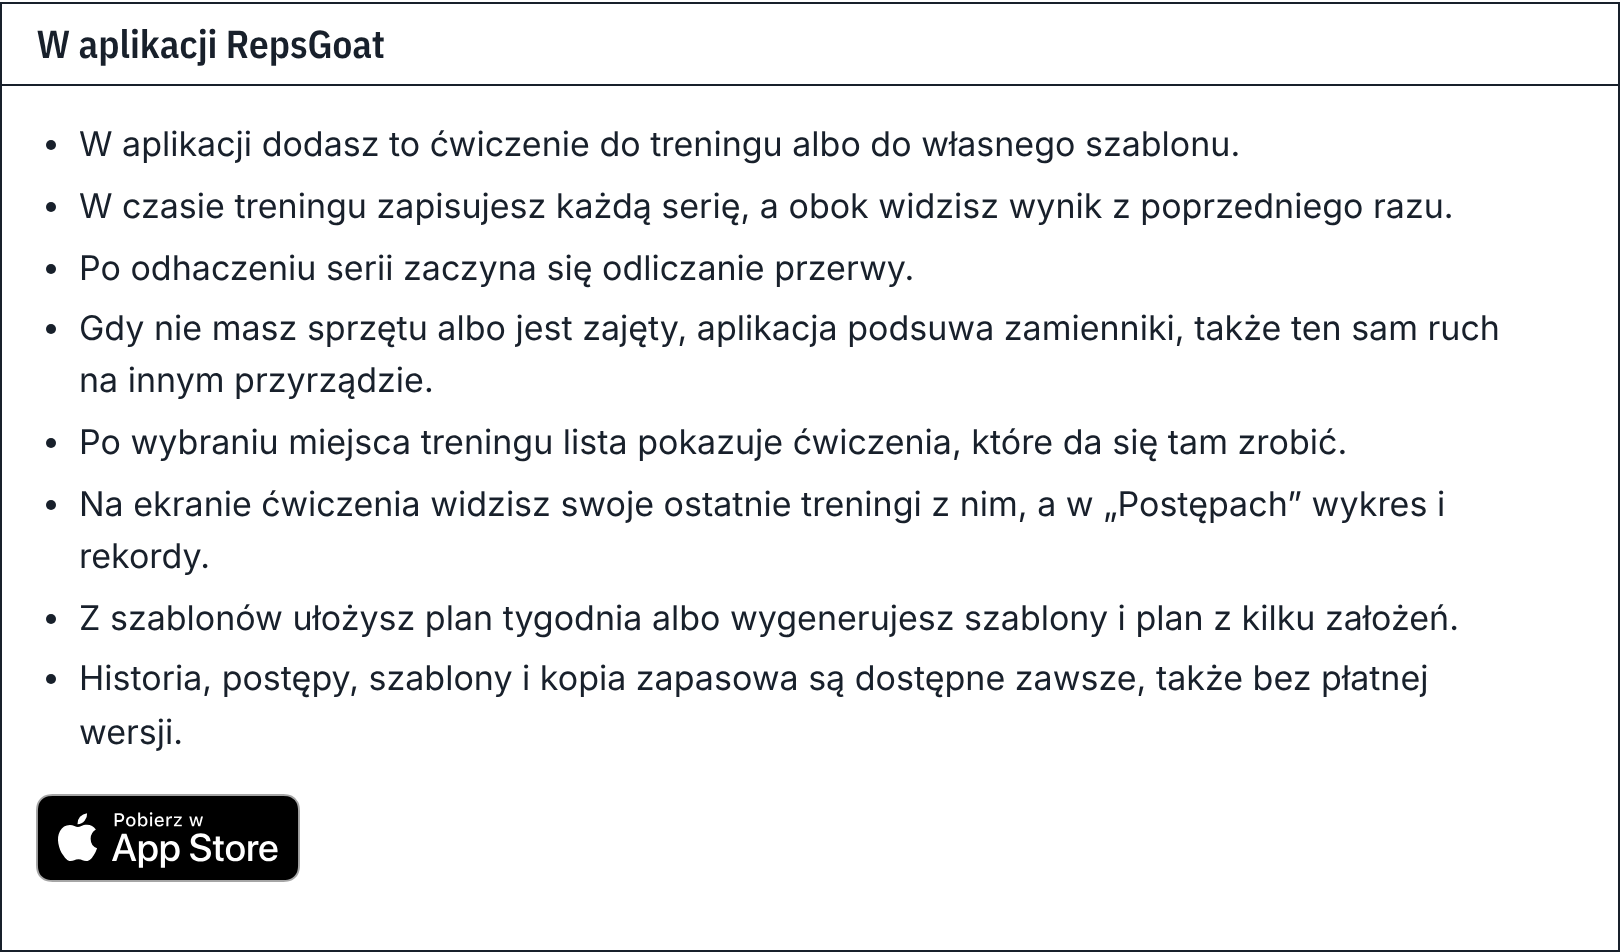 W aplikacji RepsGoat
• W aplikacji dodasz to ćwiczenie do treningu albo do własnego szablonu.
• W czasie treningu zapisujesz każdą serię, a obok widzisz wynik z poprzedniego razu.
• Po odhaczeniu serii zaczyna się odliczanie przerwy.
• Gdy nie masz sprzętu albo jest zajęty, aplikacja podsuwa zamienniki, także ten sam ruch
na innym przyrządzie.
• Po wybraniu miejsca treningu lista pokazuje ćwiczenia, które da się tam zrobić.
• Na ekranie ćwiczenia widzisz swoje ostatnie treningi z nim, a w „Postępach” wykres i
rekordy.
• Z szablonów ułożysz plan tygodnia albo wygenerujesz szablony i plan z kilku założeń.
• Historia, postępy, szablony i kopia zapasowa są dostępne zawsze, także bez płatnej
wersji.
Pobierz w
App Store